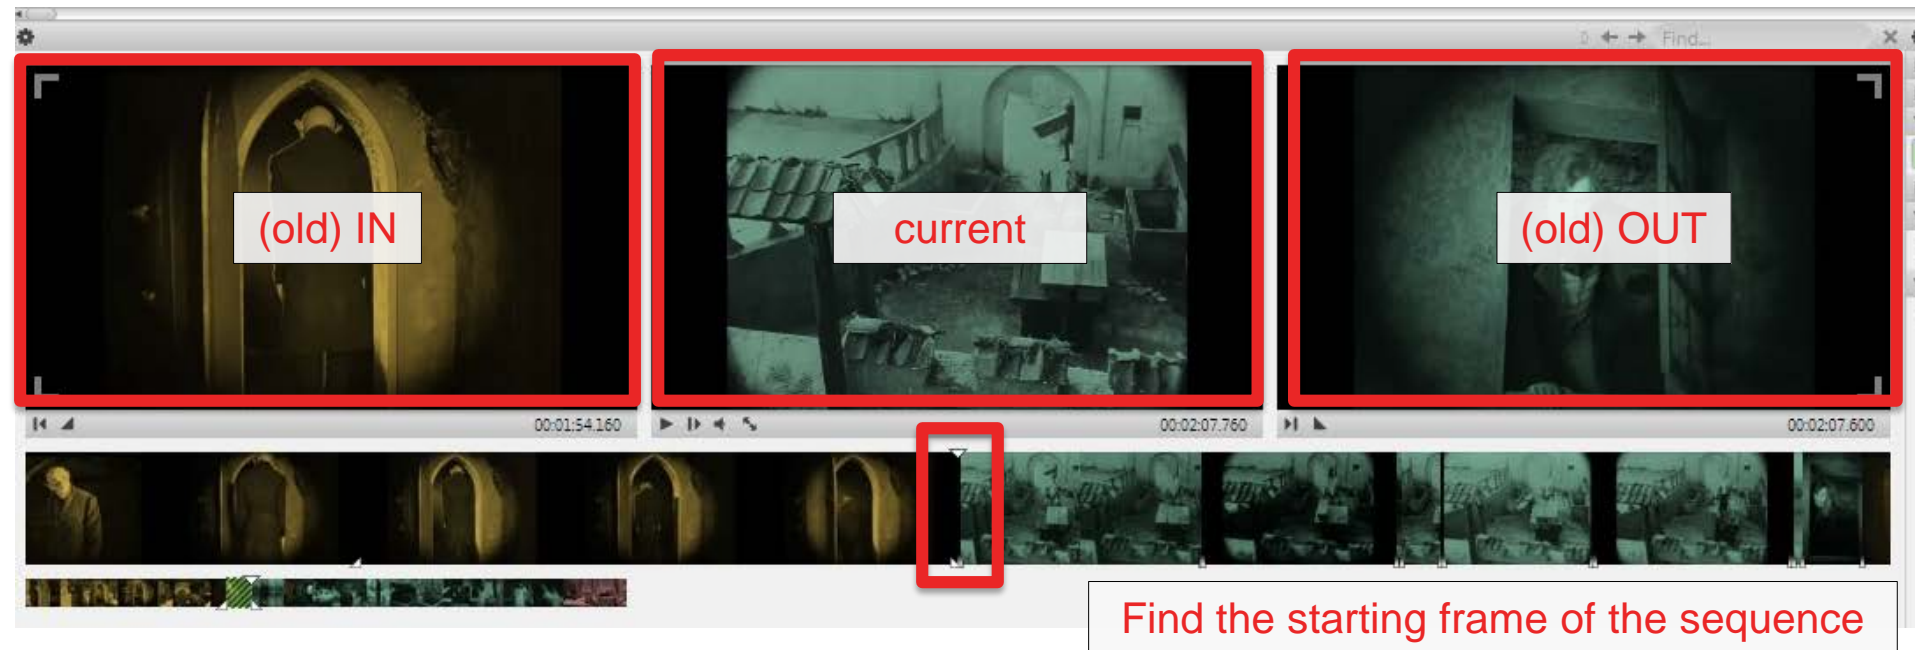 Find...
(old) IN
current
(old) OUT
00:01:54.160
00:02:07.760
00:02:07.600
Find the starting frame of the sequence